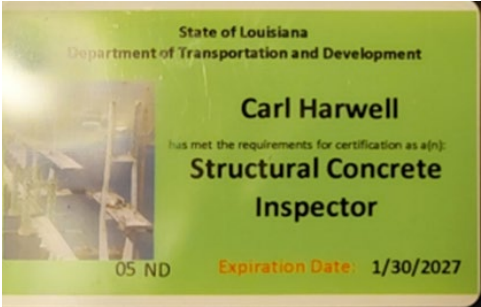 State of Louisiana
Department of Transportation and Development
Carl Harwell
has met the requirements for certification as a(n):
Structural Concrete
Inspector
05 ND
Expiration Date: 1/30/2027